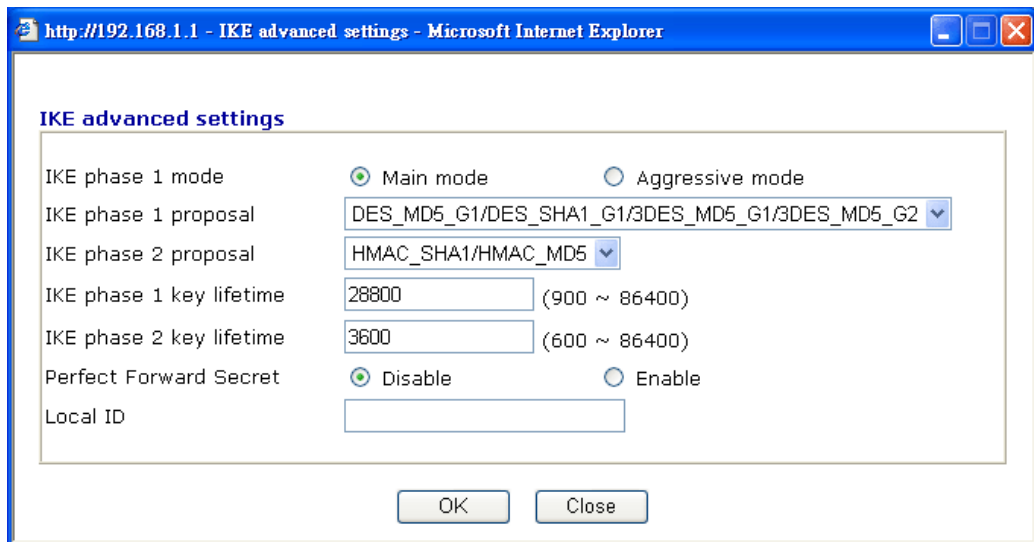 http://192.168.1.1 - IKE advanced settings - Microsoft Internet Explorer
IKE advanced settings
IKE phase 1 mode Main mode Aggressive mode
IKE phase 1 proposal DES_MD5_G1/DES_SHA1_G1/3DES_MD5_G1/3DES_MD5_G2
IKE phase 2 proposal HMAC_SHA1/HMAC_MD5
IKE phase 1 key lifetime 28800 (900 ~ 86400)
IKE phase 2 key lifetime 3600 (600 ~ 86400)
Perfect Forward Secret Disable Enable
Local ID
OK Close